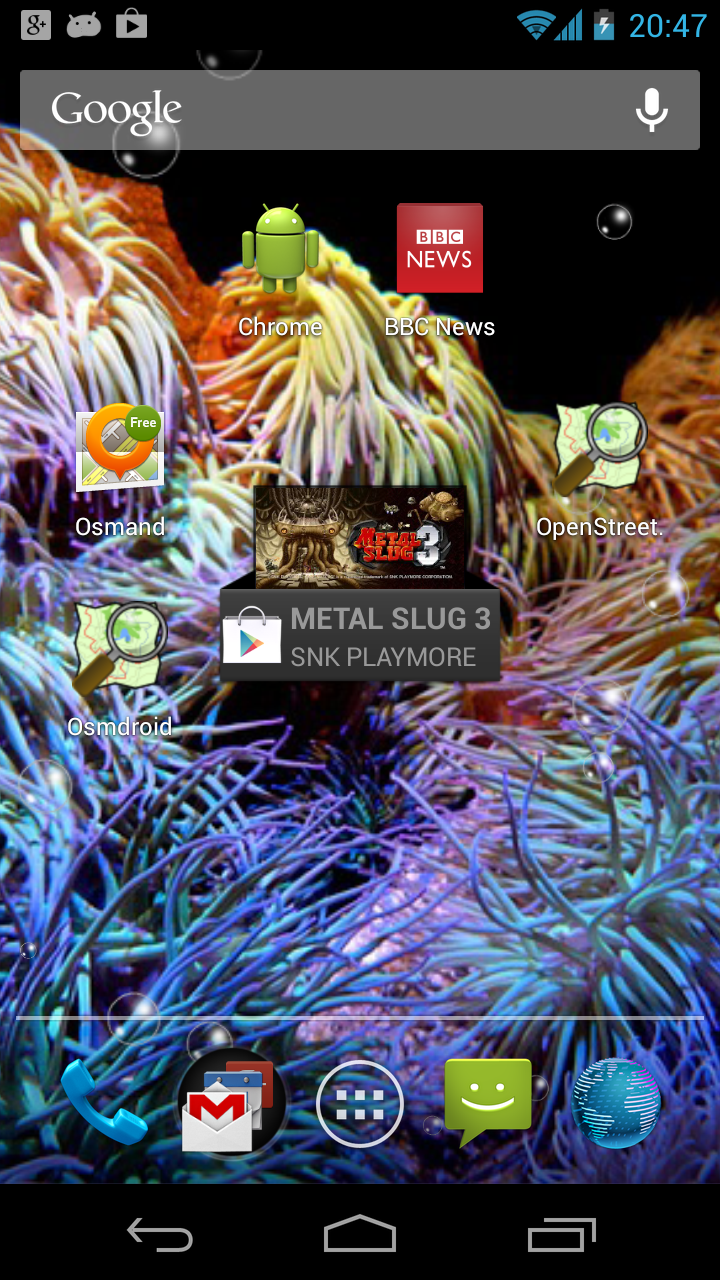 g+
20:47
Google
BBC
NEWS
Chrome
BBC News
Free
Osmand
OpenStreet.
METAL
SLUG 3
METAL SLUG 3
SNK PLAYMORE
Osmdroid